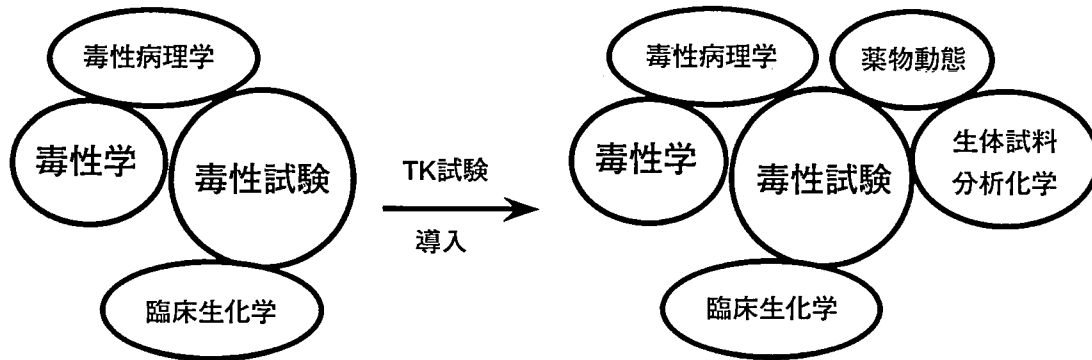 毒性病理学
毒性学
毒性試験
臨床生化学
TK試験
導入
毒性病理学
薬物動態
毒性学
毒性試験
生体試料
分析化学
臨床生化学